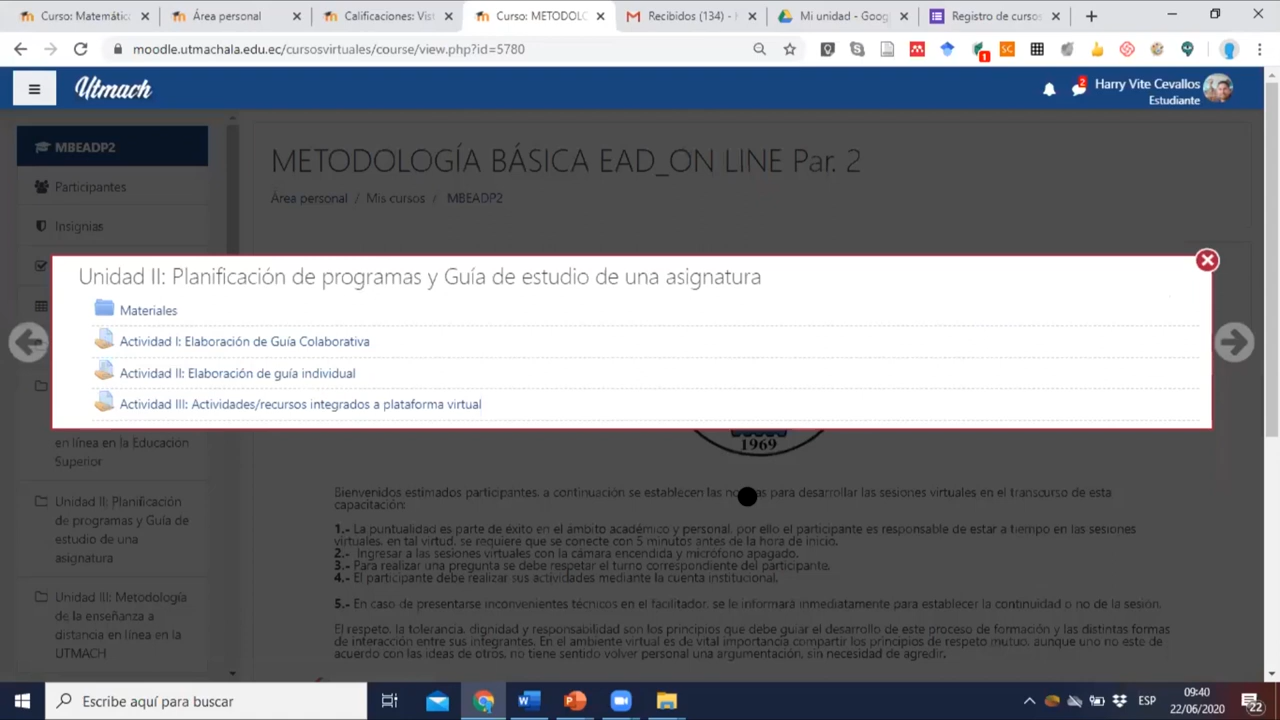 Curso: Matemátic
Área personal
Calificaciones: Vist
Curso: METODOLO
Recibidos (134) -
Mi unidad - Goog
Registro de cursos
moodle.utmachala.edu.ec/cursosvirtuales/course/view.php?id=5780
SC
1
Utmach
2
Harry Vite Cevallos
Estudiante
MBEADP2
Participantes
Insignias
METODOLOGÍA BÁSICA EAD_ON LINE Par. 2
Área personal / Mis cursos / MBEADP2
Unidad II: Planificación de programas y Guía de estudio de una asignatura
Materiales
Actividad I: Elaboración de Guía Colaborativa
Actividad II: Elaboración de guía individual
Actividad III: Actividades/recursos integrados a plataforma virtual
en línea en la Educacion
Superior
Unidad II: Planificación
de programas y Guía de
estudio de una
asignatura
Unidad III: Metodología
de la enseñanza a
distancia en línea en la
UTMACH
1969
Bienvenidos estimados participantes, a continuación se establecen las para desarrollar las sesiones virtuales en el transcurso de esta
capacitación:
1.- La puntualidad es parte de éxito en el ámbito académico y personal, por ello el participante es responsable de estar a tiempo en las sesiones
virtuales, en tal virtud, se requiere que se conecte con 5 minutos antes de la hora de inicio.
2.- Ingresar a las sesiones virtuales con la cámara encendida y micrófono apagado.
3.- Para realizar una pregunta se debe respetar el turno correspondiente del participante.
4.- El participante debe realizar sus actividades mediante la cuenta institucional.
5.- En caso de presentarse inconvenientes técnicos en el facilitador, se le informará inmediatamente para establecer la continuidad o no de la sesión.
El respeto, la tolerancia, dignidad y responsabilidad son los principios que debe guiar el desarrollo de este proceso de formación y las distintas formas
de interacción entre sus integrantes. En el ambiente virtual es de vital importancia compartir los principios de respeto mutuo, aunque uno no este de
acuerdo con las ideas de otros, no tiene sentido volver personal una argumentación, sin necesidad de agredir.
Escribe aquí para buscar
ESP
09:40
22/06/2020
22